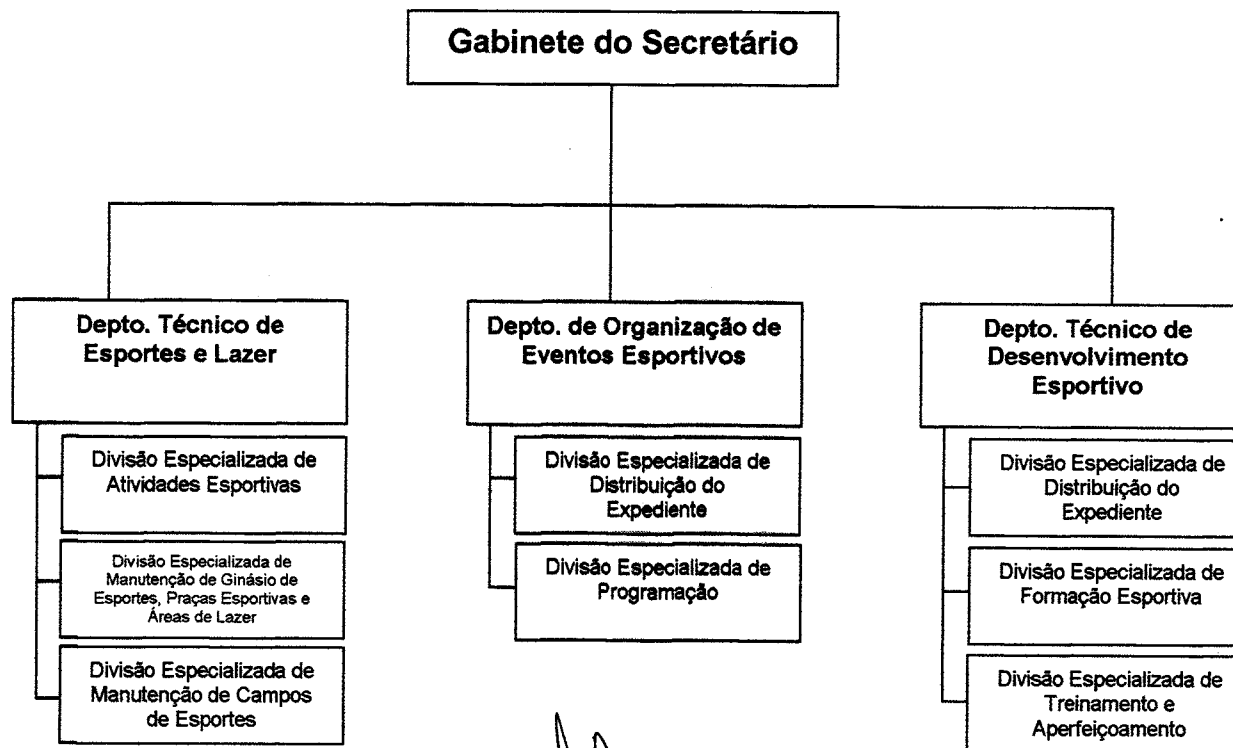 Gabinete do Secretário
Depto. Técnico de
Esportes e Lazer
Divisão Especializada de
Atividades Esportivas
Divisão Especializada de
Manutenção de Ginásio de
Esportes, Praças Esportivas e
Áreas de Lazer
Divisão Especializada de
Manutenção de Campos
de Esportes
Depto. de Organização de
Eventos Esportivos
Divisão Especializada de
Distribuição do
Expediente
Divisão Especializada de
Programação
Depto. Técnico de
Desenvolvimento
Esportivo
Divisão Especializada de
Distribuição do
Expediente
Divisão Especializada de
Formação Esportiva
Divisão Especializada de
Treinamento e
Aperfeiçoamento